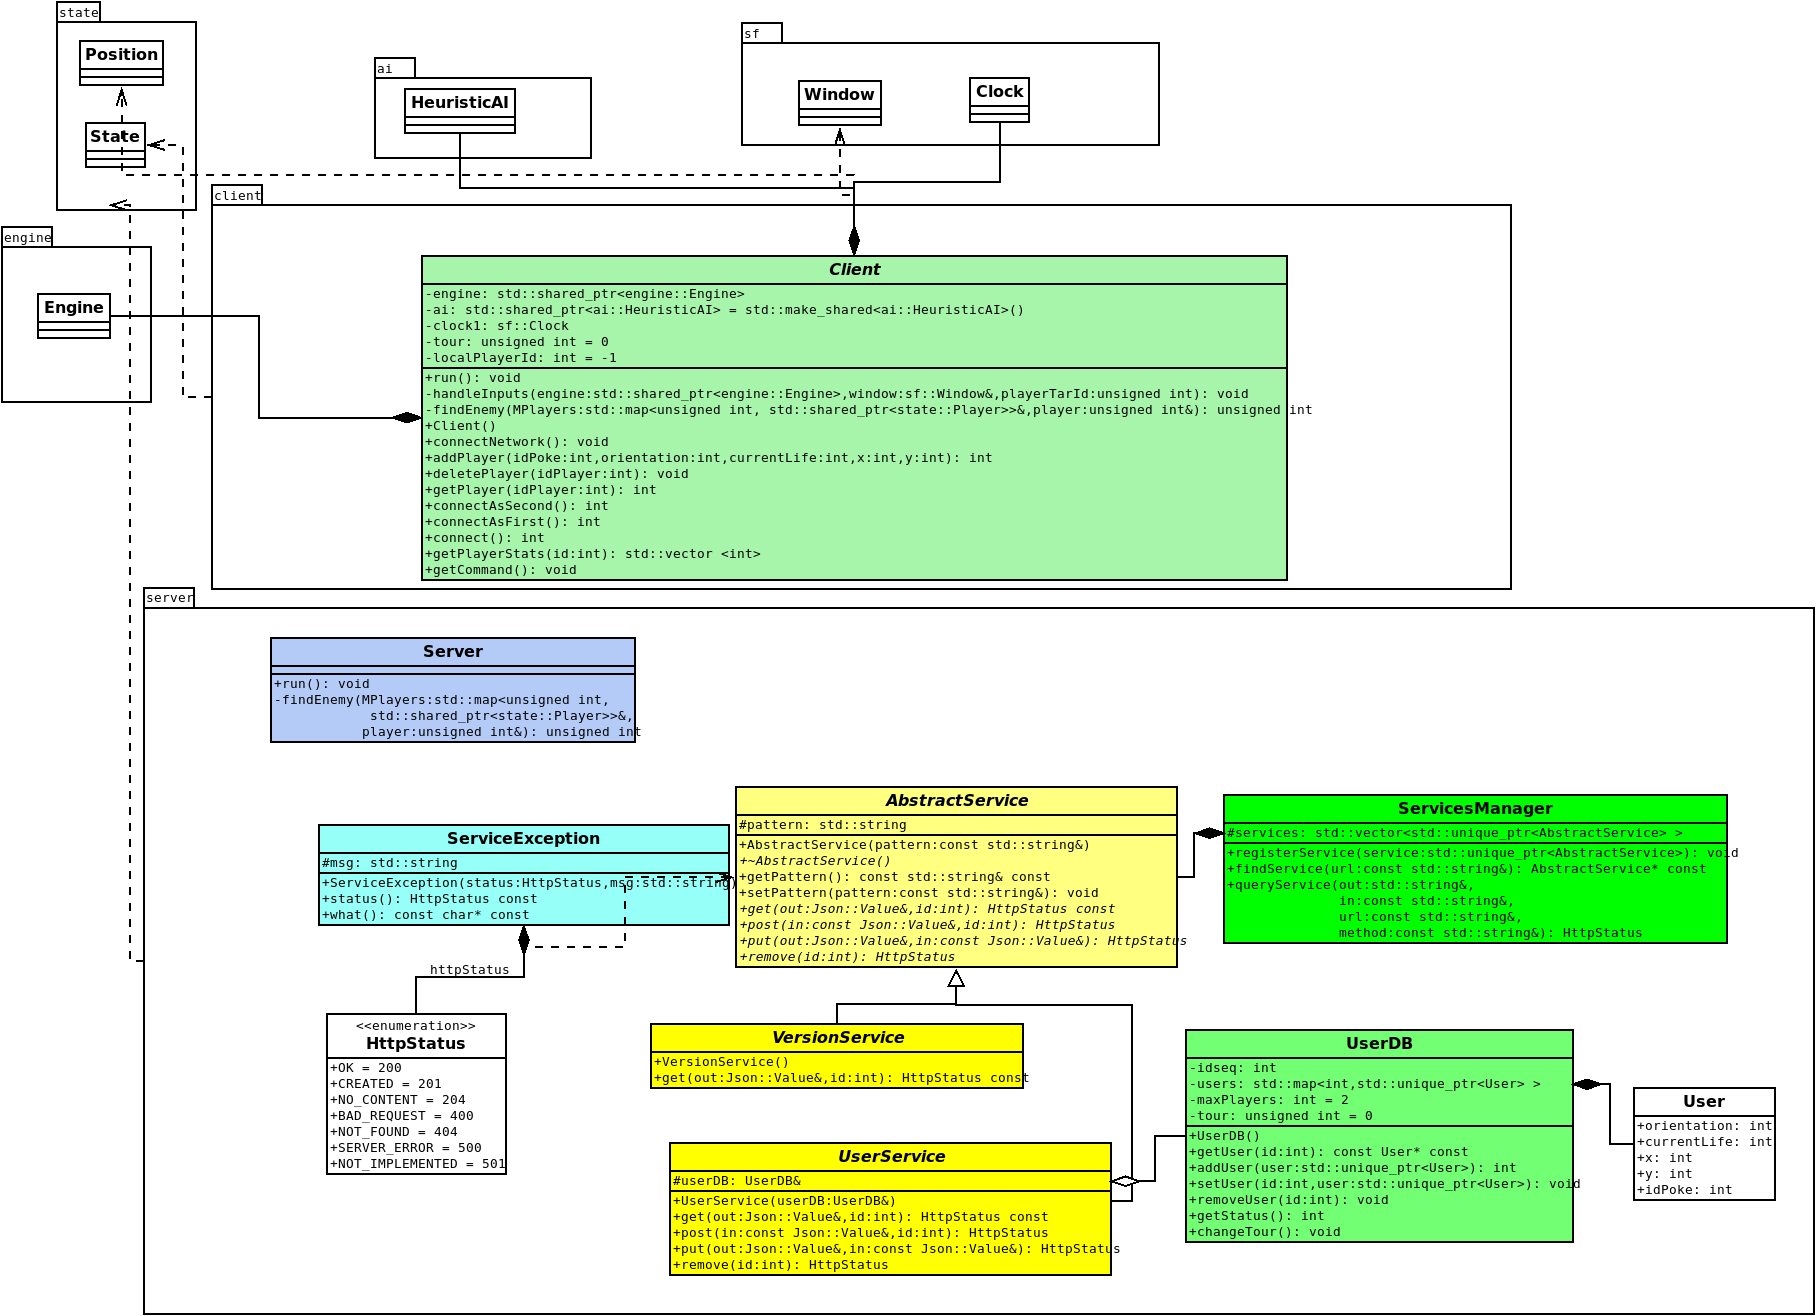 state
Position
State
ai
HeuristicAI
sf
Window
Clock
engine
Engine
client
Client
-engine: std::shared_ptr<engine::Engine>
-ai: std::shared_ptr<ai::HeuristicAI> = std::make_shared<ai::HeuristicAI>()
-clock1: sf::Clock
-tour: unsigned int = 0
-localPlayerId: int = -1
+run(): void
-handleInputs(engine:std::shared_ptr<engine::Engine>,window:sf::Window&,playerTarId:unsigned int): void
-findEnemy(MPlayers:std::map<unsigned int, std::shared_ptr<state::Player>>&,player:unsigned int&): unsigned int
+Client()
+connectNetwork(): void
+addPlayer(idPoke:int,orientation:int,currentLife:int,x:int,y:int): int
+deletePlayer(idPlayer:int): void
+getPlayer(idPlayer:int): int
+connectAsSecond(): int
+connectAsFirst(): int
+connect(): int
+getPlayerStats(id:int): std::vector <int>
+getCommand(): void
server
Server
+run(): void
-findEnemy(MPlayers:std::map<unsigned int,
std::shared_ptr<state::Player>>&,
player:unsigned int&): unsigned int
ServiceException
#msg: std::string
+ServiceException(status:HttpStatus,msg:std::string)
+status(): HttpStatus const
+what(): const char* const
httpStatus
<<enumeration>>
HttpStatus
+OK = 200
+CREATED = 201
+NO_CONTENT = 204
+BAD_REQUEST = 400
+NOT_FOUND = 404
+SERVER_ERROR = 500
+NOT_IMPLEMENTED = 501
AbstractService
#pattern: std::string
+AbstractService(pattern:const std::string&)
+~AbstractService()
+getPattern(): const std::string& const
+setPattern(pattern:const std::string&): void
+get(out:Json::Value&,id:int): HttpStatus const
+post(in:const Json::Value&,id:int): HttpStatus
+put(out:Json::Value&,in:const Json::Value&): HttpStatus
+remove(id:int): HttpStatus
ServicesManager
#services: std::vector<std::unique_ptr<AbstractService> >
+registerService(service:std::unique_ptr<AbstractService>): void
+findService(url:const std::string&): AbstractService* const
+queryService(out:std::string&,
in:const std::string&,
url:const std::string&,
method:const std::string&): HttpStatus
VersionService
+VersionService()
+get(out:Json::Value&,id:int): HttpStatus const
UserService
#userDB: UserDB&
+UserService(userDB:UserDB&)
+get(out:Json::Value&,id:int): HttpStatus const
+post(in:const Json::Value&,id:int): HttpStatus
+put(out:Json::Value&,in:const Json::Value&): HttpStatus
+remove(id:int): HttpStatus
UserDB
-idseq: int
-users: std::map<int,std::unique_ptr<User> >
-maxPlayers: int = 2
-tour: unsigned int = 0
+UserDB()
+getUser(id:int): const User* const
+addUser(user:std::unique_ptr<User>): int
+setUser(id:int,user:std::unique_ptr<User>): void
+removeUser(id:int): void
+getStatus(): int
+changeTour(): void
User
+orientation: int
+currentLife: int
+x: int
+y: int
+idPoke: int